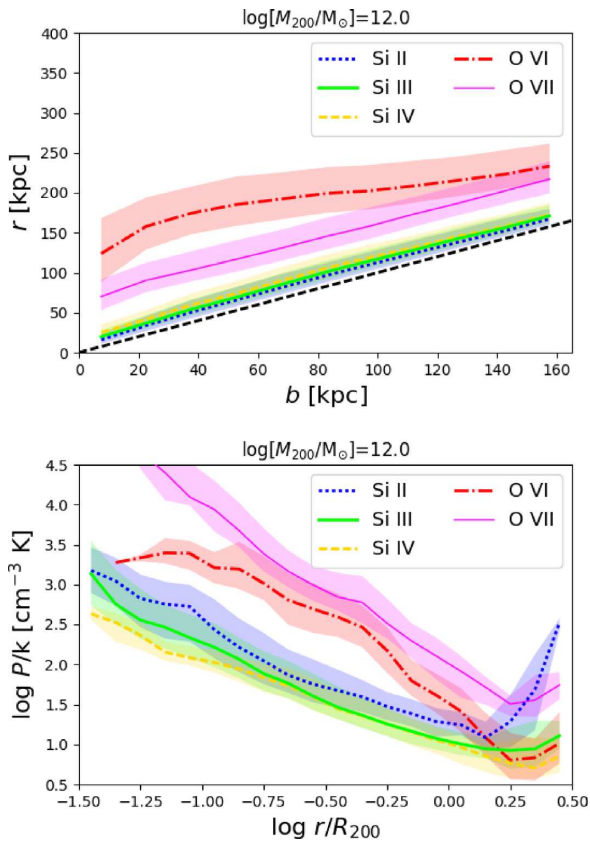 log[M₂₀₀/M☉]=12.0
400
350
300
250
200
150
100
50
0
r [kpc]
Si II
Si III
Si IV
O VI
O VII
0 20 40 60 80 100 120 140 160
b [kpc]
log[M₂₀₀/M☉]=12.0
4.5
4.0
3.5
3.0
2.5
2.0
1.5
1.0
0.5
log P/k [cm⁻³ K]
Si II
Si III
Si IV
O VI
O VII
−1.50 −1.25 −1.00 −0.75 −0.50 −0.25 0.00 0.25 0.50
log r/R₂₀₀